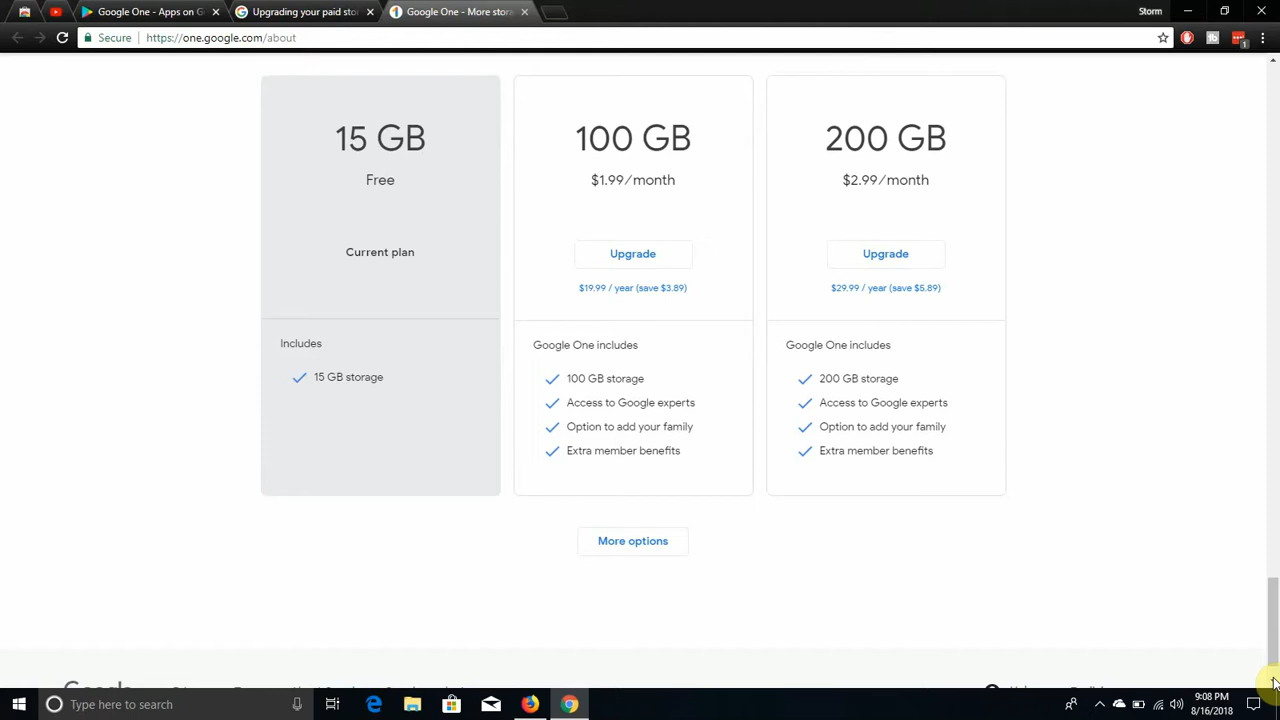 Google One - Apps on G
Upgrading your paid sto
Google One - More stora
Storm
Secure
https://one.google.com/about
15 GB
Free
Current plan
Includes
15 GB storage
100 GB
$1.99/month
Upgrade
$19.99 / year (save $3.89)
Google One includes
100 GB storage
Access to Google experts
Option to add your family
Extra member benefits
200 GB
$2.99/month
Upgrade
$29.99 / year (save $5.89)
Google One includes
200 GB storage
Access to Google experts
Option to add your family
Extra member benefits
More options
Type here to search
9:08 PM
8/16/2018